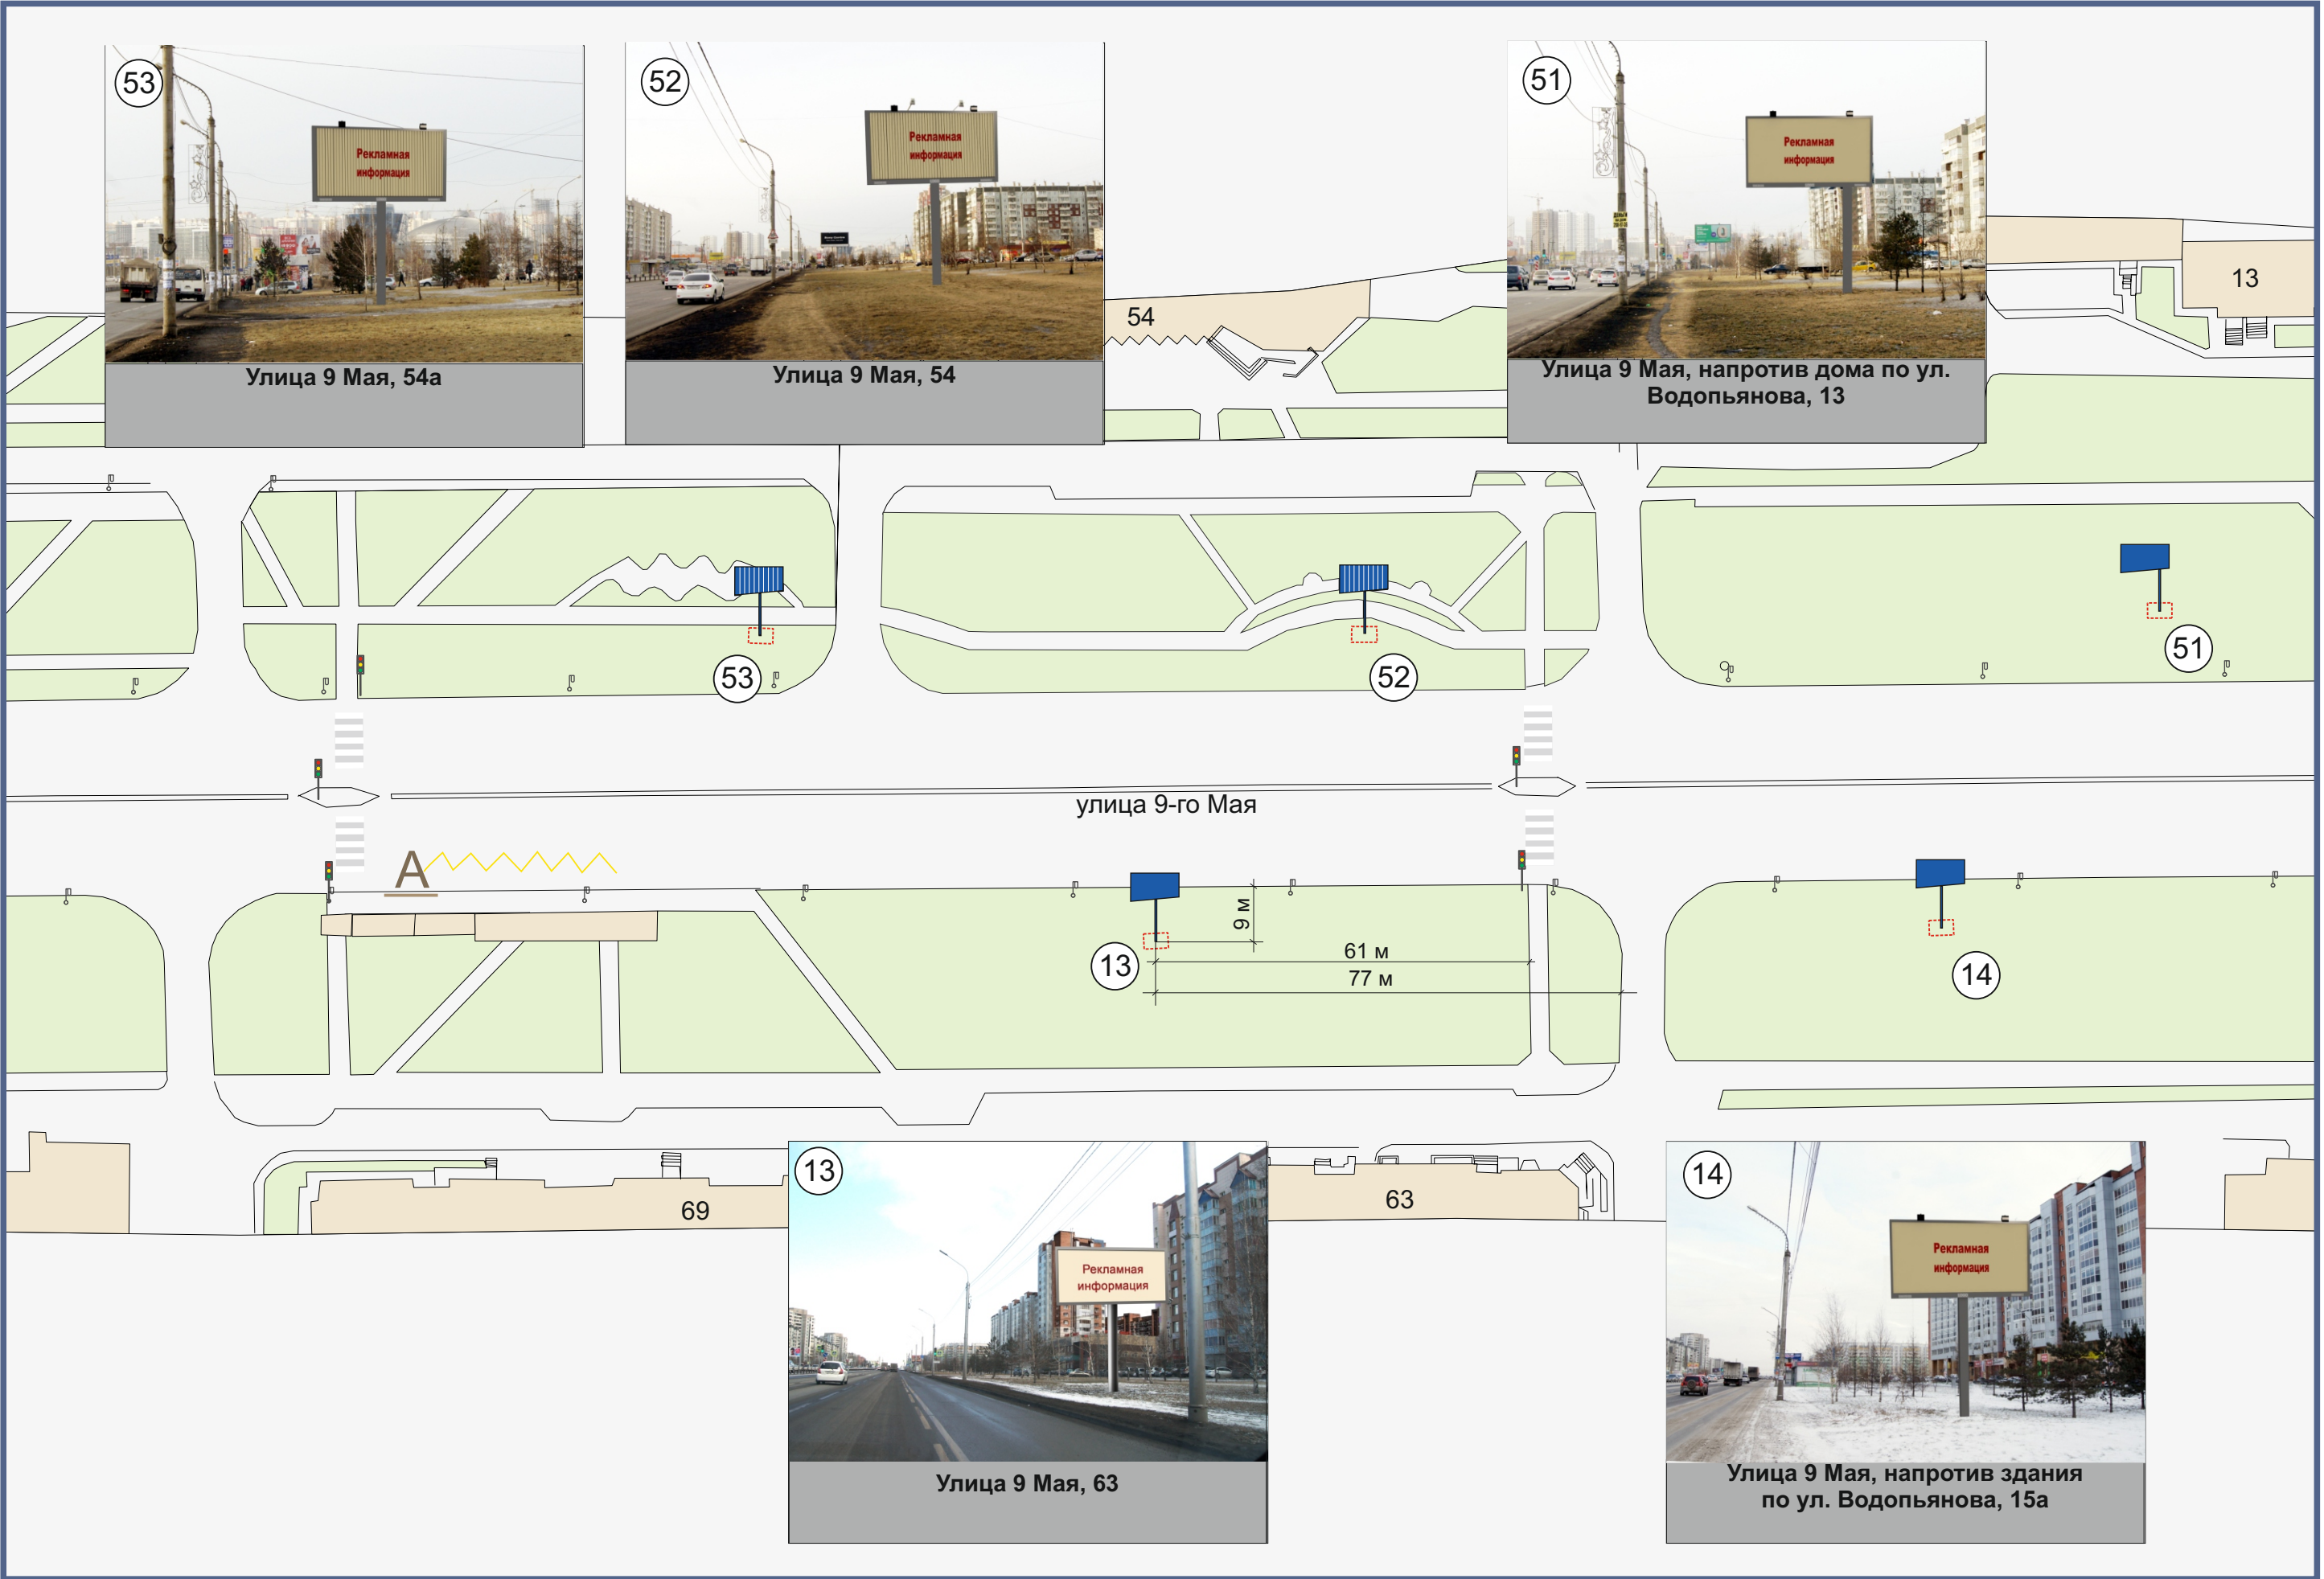 53
Рекламная
информация
Улица 9 Мая, 54а
52
Рекламная
информация
Улица 9 Мая, 54
51
Рекламная
информация
Улица 9 Мая, напротив дома по ул.
Водопьянова, 13
54
13
53
52
51
улица 9-го Мая
А
13
9 м
61 м
77 м
14
69
63
13
Рекламная
информация
Улица 9 Мая, 63
14
Рекламная
информация
Улица 9 Мая, напротив здания
по ул. Водопьянова, 15а